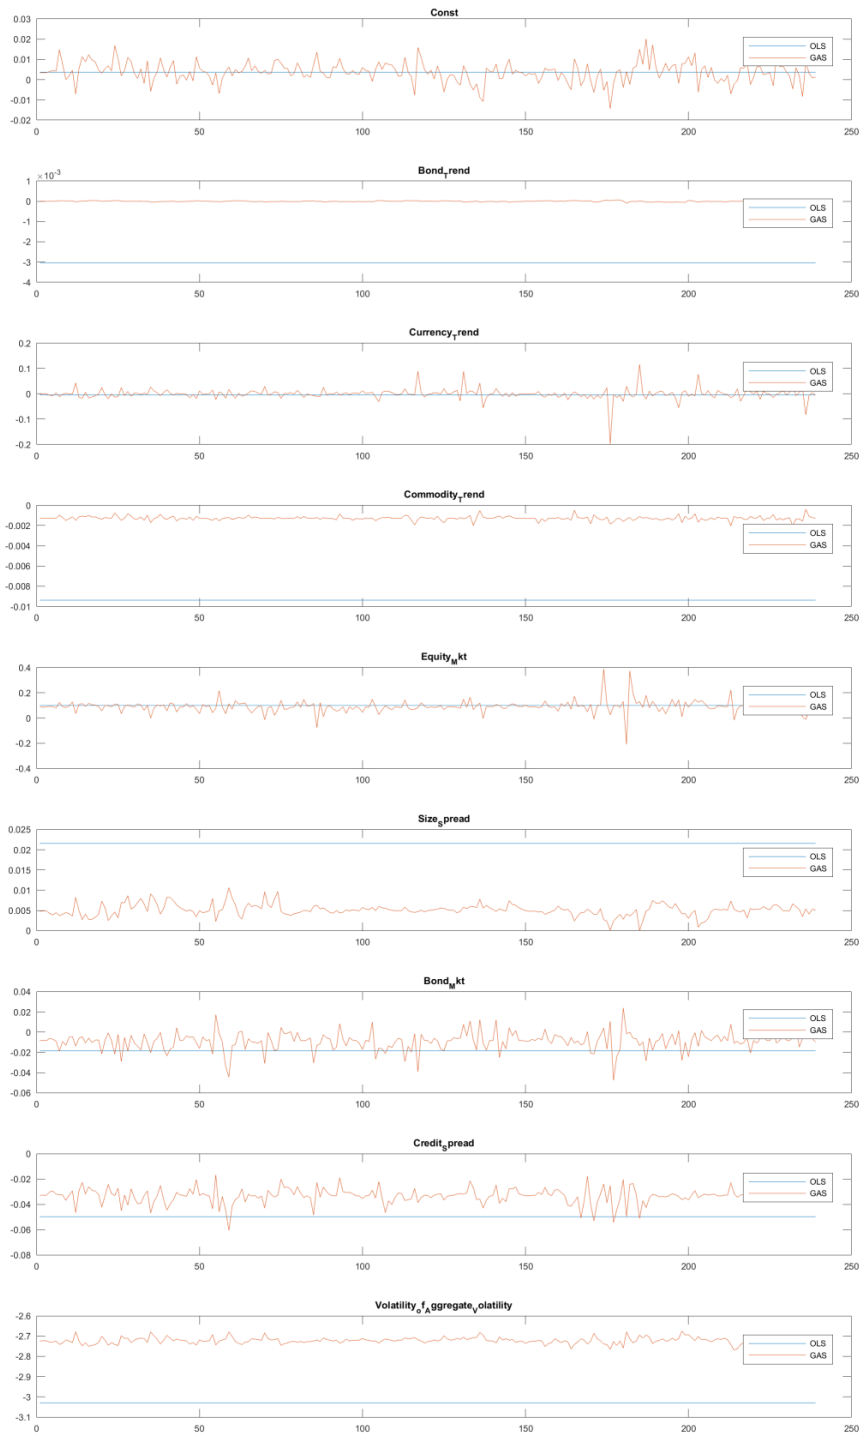 Const
0.03
0.02
0.01
0
-0.01
-0.02
0 50 100 150 200 250
OLS
GAS
Bond_Trend
×10^-3
1
0
-1
-2
-3
-4
0 50 100 150 200 250
OLS
GAS
Currency_Trend
0.2
0.1
0
-0.1
-0.2
0 50 100 150 200 250
OLS
GAS
Commodity_Trend
0
-0.002
-0.004
-0.006
-0.008
-0.01
0 50 100 150 200 250
OLS
GAS
Equity_Mkt
0.4
0.2
0
-0.2
-0.4
0 50 100 150 200 250
OLS
GAS
Size_Spread
0.025
0.02
0.015
0.01
0.005
0
0 50 100 150 200 250
OLS
GAS
Bond_Mkt
0.04
0.02
0
-0.02
-0.04
-0.06
0 50 100 150 200 250
OLS
GAS
Credit_Spread
0
-0.02
-0.04
-0.06
-0.08
0 50 100 150 200 250
OLS
GAS
Volatility_of_Aggregate_Volatility
-2.6
-2.7
-2.8
-2.9
-3
-3.1
0 50 100 150 200 250
OLS
GAS